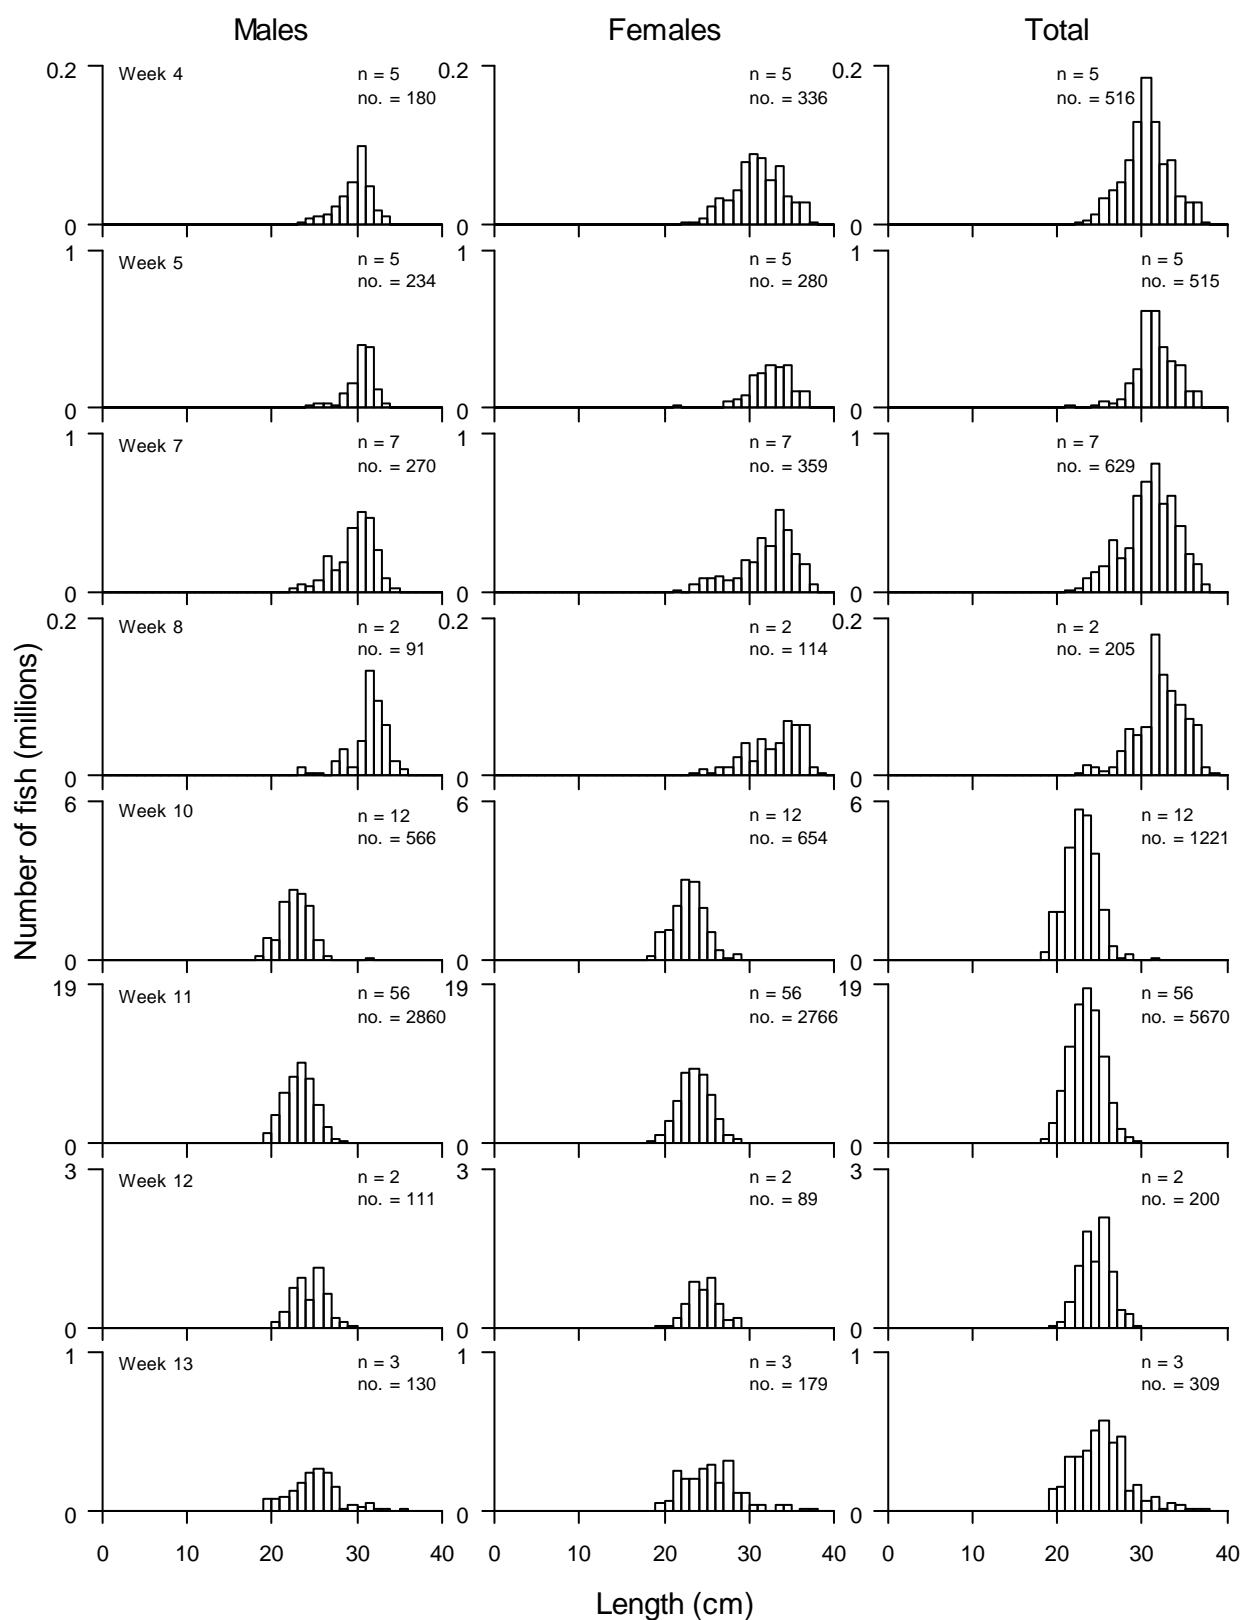 Males Females Total
0.2 Week 4 n = 5 0.2 n = 5 0.2 n = 5
no. = 180 no. = 336 no. = 516
0 0 0
1 Week 5 n = 5 1 n = 5 1 n = 5
no. = 234 no. = 280 no. = 515
0 0 0
1 Week 7 n = 7 1 n = 7 1 n = 7
no. = 270 no. = 359 no. = 629
0 0 0
0.2 Week 8 n = 2 0.2 n = 2 0.2 n = 2
no. = 91 no. = 114 no. = 205
0 0 0
Number of fish (millions)
6 Week 10 n = 12 6 n = 12 6 n = 12
no. = 566 no. = 654 no. = 1221
0 0 0
19 Week 11 n = 56 19 n = 56 19 n = 56
no. = 2860 no. = 2766 no. = 5670
0 0 0
3 Week 12 n = 2 3 n = 2 3 n = 2
no. = 111 no. = 89 no. = 200
0 0 0
1 Week 13 n = 3 1 n = 3 1 n = 3
no. = 130 no. = 179 no. = 309
0 0 0
0 10 20 30 40 0 10 20 30 40 0 10 20 30 40
Length (cm)